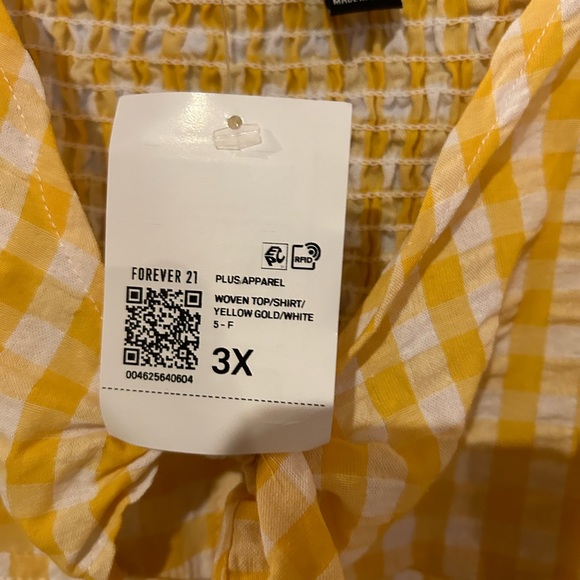 RFID
FOREVER 21
PLUS APPAREL
WOVEN TOP/SHIRT/
YELLOW GOLD/WHITE
5 - F
3X
004625640604